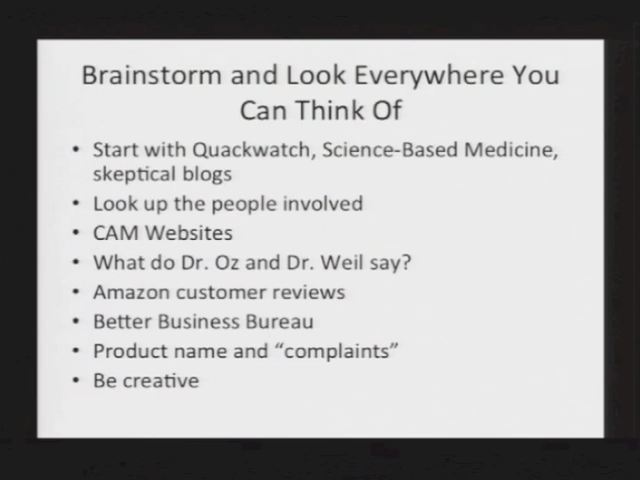 Brainstorm and Look Everywhere You
Can Think Of
• Start with Quackwatch, Science-Based Medicine,
skeptical blogs
• Look up the people involved
• CAM Websites
• What do Dr. Oz and Dr. Weil say?
• Amazon customer reviews
• Better Business Bureau
• Product name and “complaints”
• Be creative